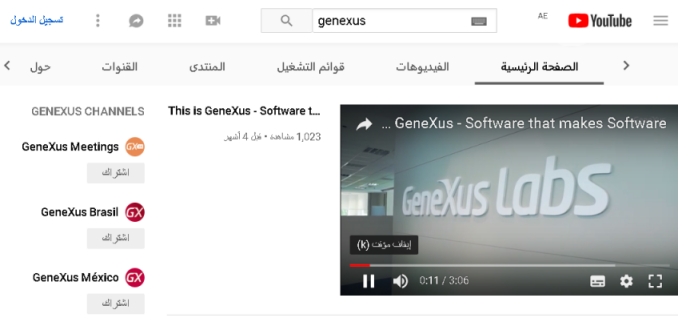 YouTube AE
genexus
تسجيل الدخول
الصفحة الرئيسية
الفيديوهات
قوائم التشغيل
المنتدى
القنوات
حول
... GeneXus - Software that makes Software
GeneXus Labs
إيقاف مؤقت (k)
0:11 / 3:06
This is GeneXus - Software t...
1,023 مشاهدة • قبل 4 أشهر
GENEXUS CHANNELS
GeneXus Meetings
اشتراك
GeneXus Brasil
GX
اشتراك
GeneXus México
GX
اشتراك